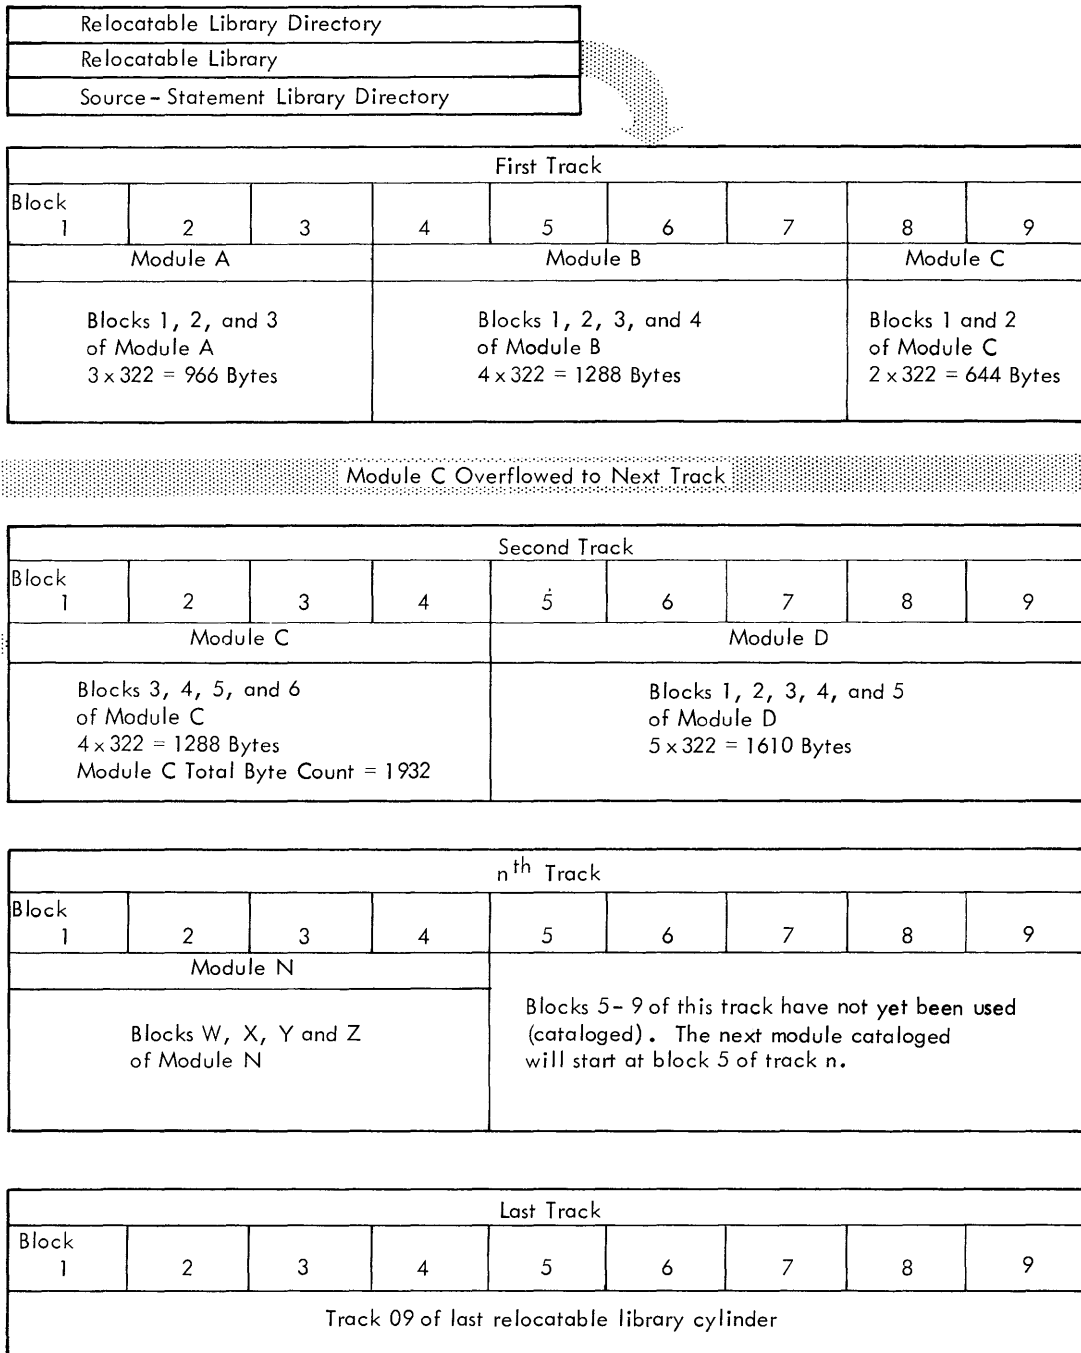 Relocatable Library Directory
Relocatable Library
Source-Statement Library Directory
First Track
Block
1 2 3 4 5 6 7 8 9
Module A Module B Module C
Blocks 1, 2, and 3
of Module A
3 x 322 = 966 Bytes
Blocks 1, 2, 3, and 4
of Module B
4 x 322 = 1288 Bytes
Blocks 1 and 2
of Module C
2 x 322 = 644 Bytes
Module C Overflowed to Next Track
Second Track
Block
1 2 3 4 5 6 7 8 9
Module C Module D
Blocks 3, 4, 5, and 6
of Module C
4 x 322 = 1288 Bytes
Module C Total Byte Count = 1932
Blocks 1, 2, 3, 4, and 5
of Module D
5 x 322 = 1610 Bytes
nth Track
Block
1 2 3 4 5 6 7 8 9
Module N
Blocks W, X, Y and Z
of Module N
Blocks 5-9 of this track have not yet been used
(cataloged). The next module cataloged
will start at block 5 of track n.
Last Track
Block
1 2 3 4 5 6 7 8 9
Track 09 of last relocatable library cylinder